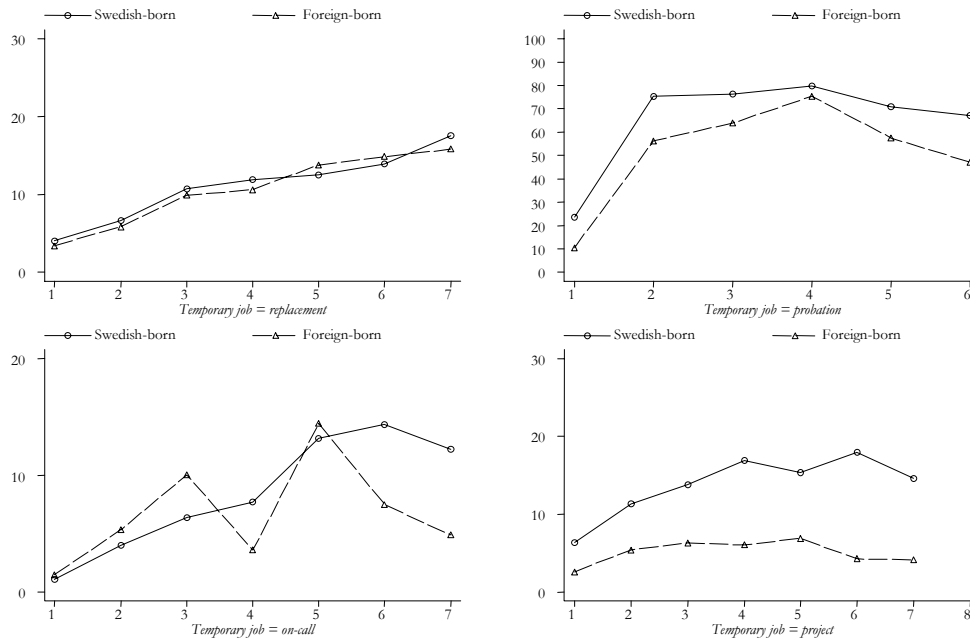 Swedish-born Foreign-born
30
20
10
0
1 2 3 4 5 6 7
Temporary job = replacement
Swedish-born Foreign-born
100
90
80
70
60
50
40
30
20
10
0
1 2 3 4 5 6
Temporary job = probation
Swedish-born Foreign-born
20
10
0
1 2 3 4 5 6 7
Temporary job = on-call
Swedish-born Foreign-born
30
20
10
0
1 2 3 4 5 6 7 8
Temporary job = project